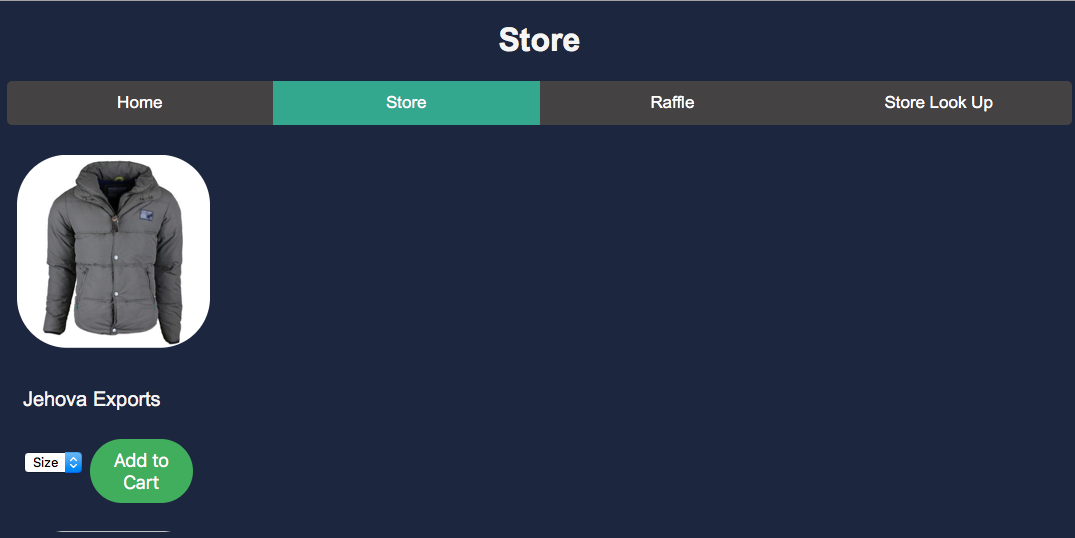 Store
Home
Store
Raffle
Store Look Up
Jehova Exports
Size
Add to
Cart